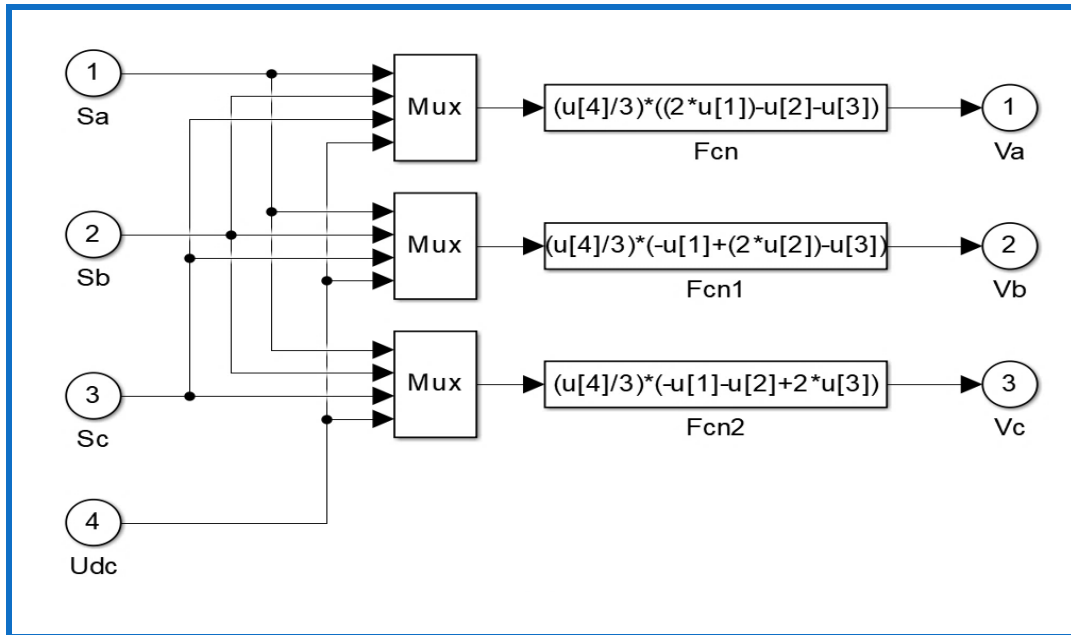 1
Sa
2
Sb
3
Sc
4
Udc
Mux
(u[4]/3)*((2*u[1])-u[2]-u[3])
Fcn
1
Va
Mux
(u[4]/3)*(-u[1]+(2*u[2])-u[3])
Fcn1
2
Vb
Mux
(u[4]/3)*(-u[1]-u[2]+2*u[3])
Fcn2
3
Vc